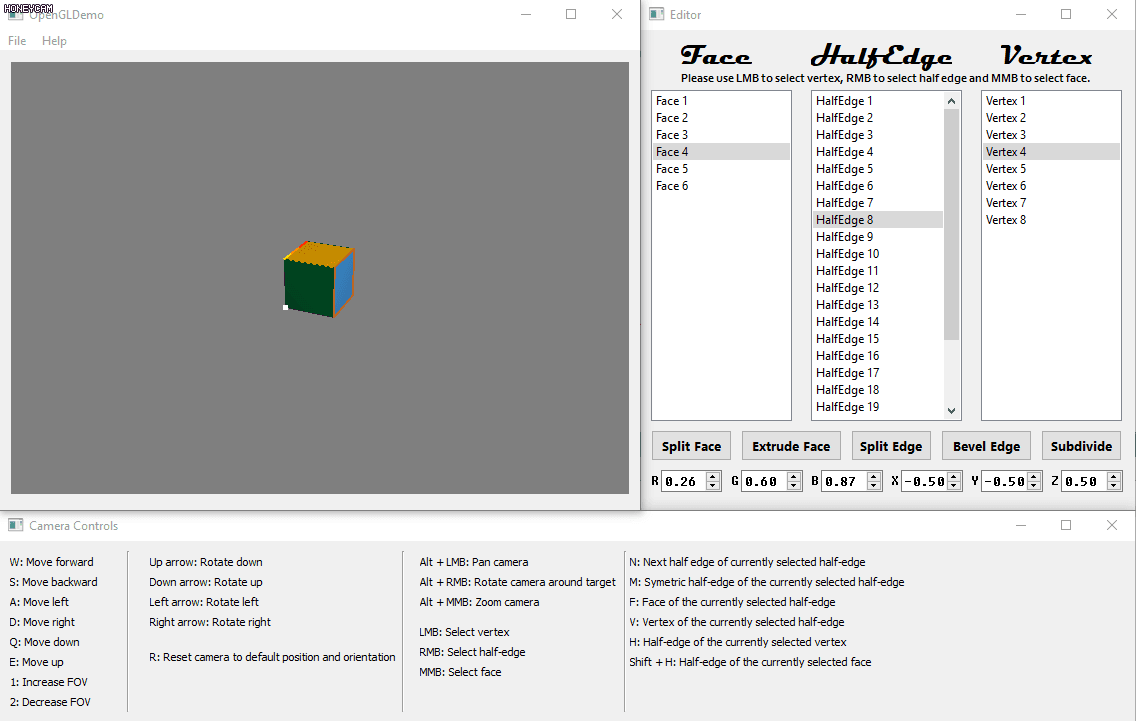 HONEYCAM
OpenGLDemo
File Help
Editor
Face HalfEdge Vertex
Please use LMB to select vertex, RMB to select half edge and MMB to select face.
Face 1
Face 2
Face 3
Face 4
Face 5
Face 6
HalfEdge 1
HalfEdge 2
HalfEdge 3
HalfEdge 4
HalfEdge 5
HalfEdge 6
HalfEdge 7
HalfEdge 8
HalfEdge 9
HalfEdge 10
HalfEdge 11
HalfEdge 12
HalfEdge 13
HalfEdge 14
HalfEdge 15
HalfEdge 16
HalfEdge 17
HalfEdge 18
HalfEdge 19
Vertex 1
Vertex 2
Vertex 3
Vertex 4
Vertex 5
Vertex 6
Vertex 7
Vertex 8
Split Face Extrude Face Split Edge Bevel Edge Subdivide
R 0.26 G 0.60 B 0.87 X -0.50 Y -0.50 Z 0.50
Camera Controls
W: Move forward
S: Move backward
A: Move left
D: Move right
Q: Move down
E: Move up
1: Increase FOV
2: Decrease FOV
Up arrow: Rotate down
Down arrow: Rotate up
Left arrow: Rotate left
Right arrow: Rotate right
R: Reset camera to default position and orientation
Alt + LMB: Pan camera
Alt + RMB: Rotate camera around target
Alt + MMB: Zoom camera
LMB: Select vertex
RMB: Select half-edge
MMB: Select face
N: Next half edge of currently selected half-edge
M: Symetric half-edge of the currently selected half-edge
F: Face of the currently selected half-edge
V: Vertex of the currently selected half-edge
H: Half-edge of the currently selected vertex
Shift + H: Half-edge of the currently selected face